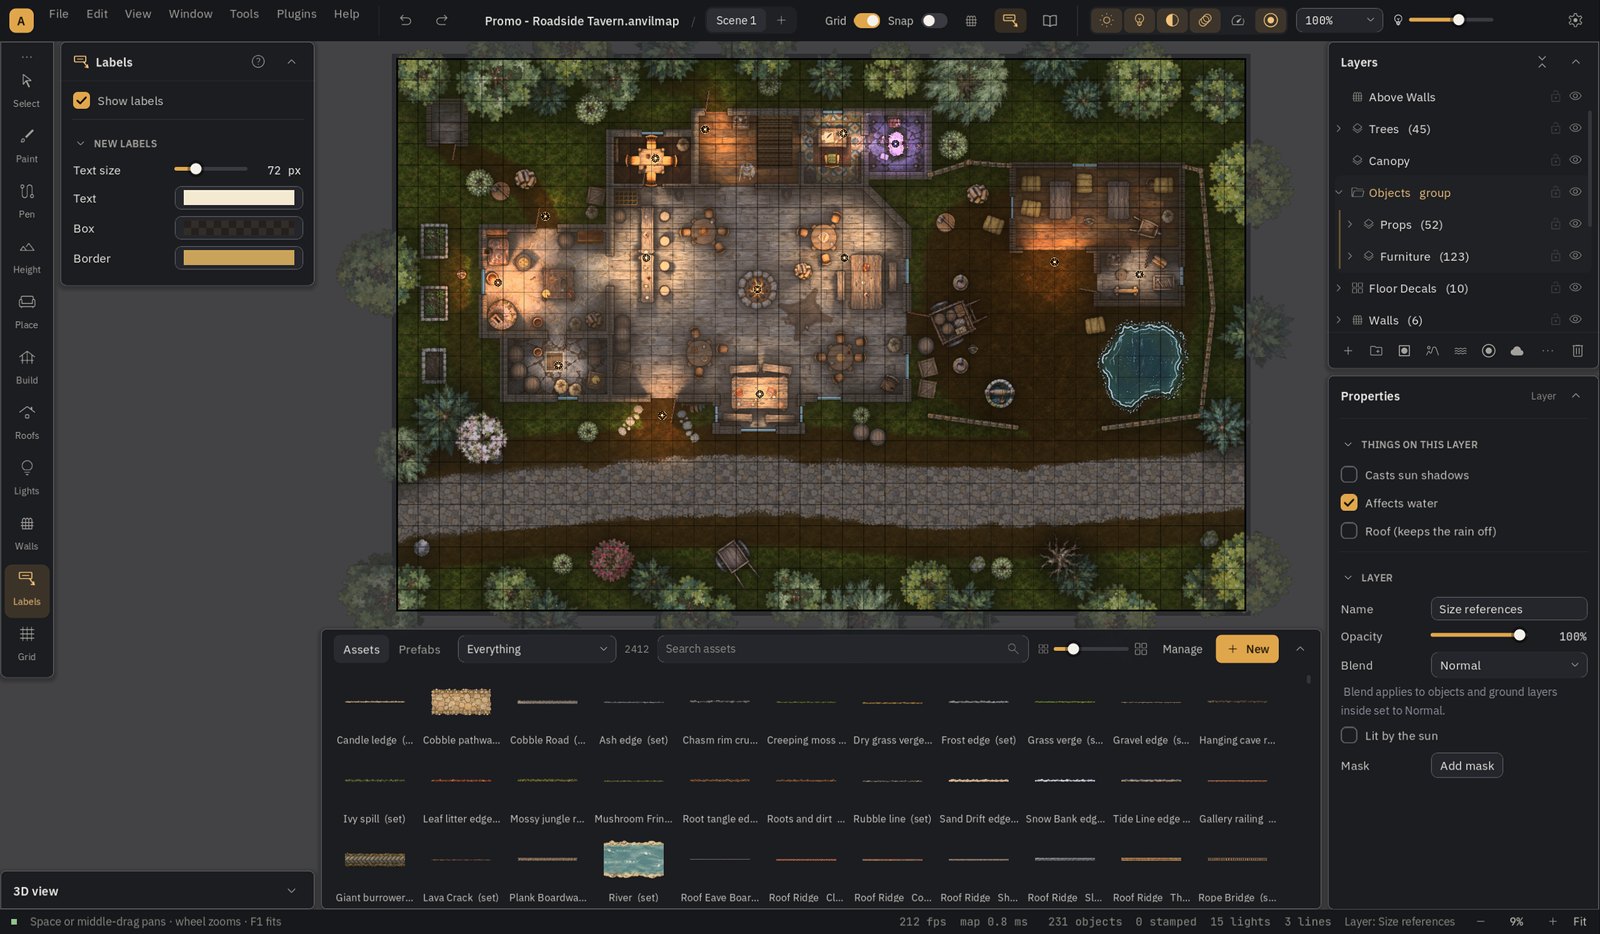 A File Edit View Window Tools Plugins Help
Promo - Roadside Tavern.anvilmap / Scene 1 +
Grid Snap
100%
Select
Paint
Pen
Height
Place
Build
Roofs
Lights
Walls
Labels
Grid
Labels
Show labels
NEW LABELS
Text size 72 px
Text
Box
Border
3D view
Layers
Above Walls
Trees (45)
Canopy
Objects group
Props (52)
Furniture (123)
Floor Decals (10)
Walls (6)
Properties Layer
THINGS ON THIS LAYER
Casts sun shadows
Affects water
Roof (keeps the rain off)
LAYER
Name Size references
Opacity 100%
Blend Normal
Blend applies to objects and ground layers
inside set to Normal.
Lit by the sun
Mask Add mask
Assets Prefabs Everything 2412 Search assets Manage + New
Candle ledge (... Cobble pathwa... Cobble Road (... Ash edge (set) Chasm rim cru... Creeping moss ... Dry grass verge... Frost edge (set) Grass verge (s... Gravel edge (s... Hanging cave r...
Ivy spill (set) Leaf litter edge... Mossy jungle r... Mushroom Frin... Root tangle ed... Roots and dirt ... Rubble line (set) Sand Drift edge... Snow Bank edg... Tide Line edge ... Gallery railing ...
Giant burrower... Lava Crack (set) Plank Boardwa... River (set) Roof Eave Boar... Roof Ridge Cl... Roof Ridge Co... Roof Ridge Sh... Roof Ridge Sl... Roof Ridge Th... Rope Bridge (s...
Space or middle-drag pans · wheel zooms · F1 fits
212 fps map 0.8 ms 231 objects 0 stamped 15 lights 3 lines Layer: Size references − 9% + Fit